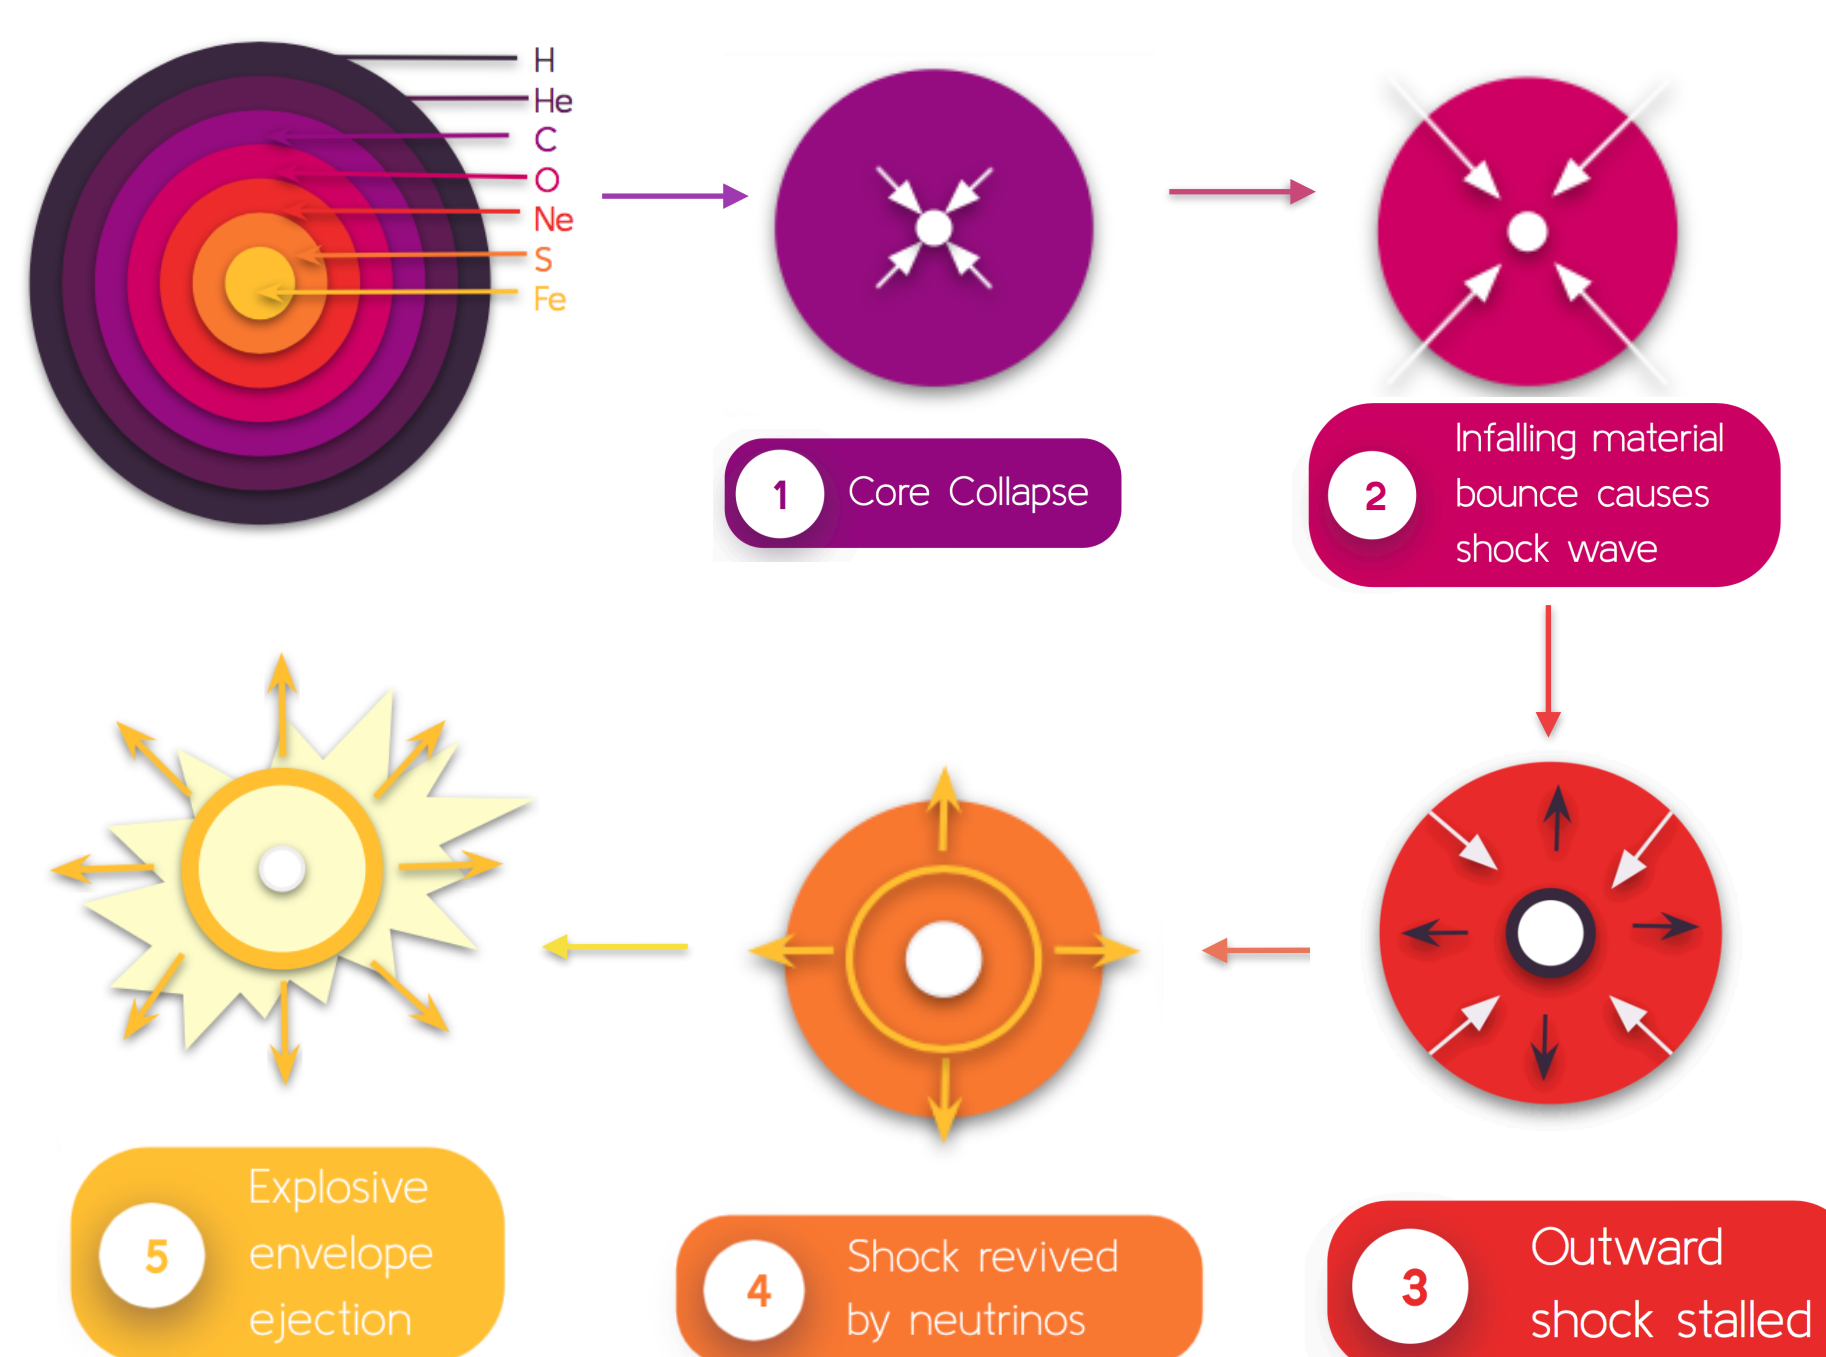 H
He
C
O
Ne
S
Fe
1
Core Collapse
2
Infalling material
bounce causes
shock wave
3
Outward
shock stalled
4
Shock revived
by neutrinos
5
Explosive
envelope
ejection